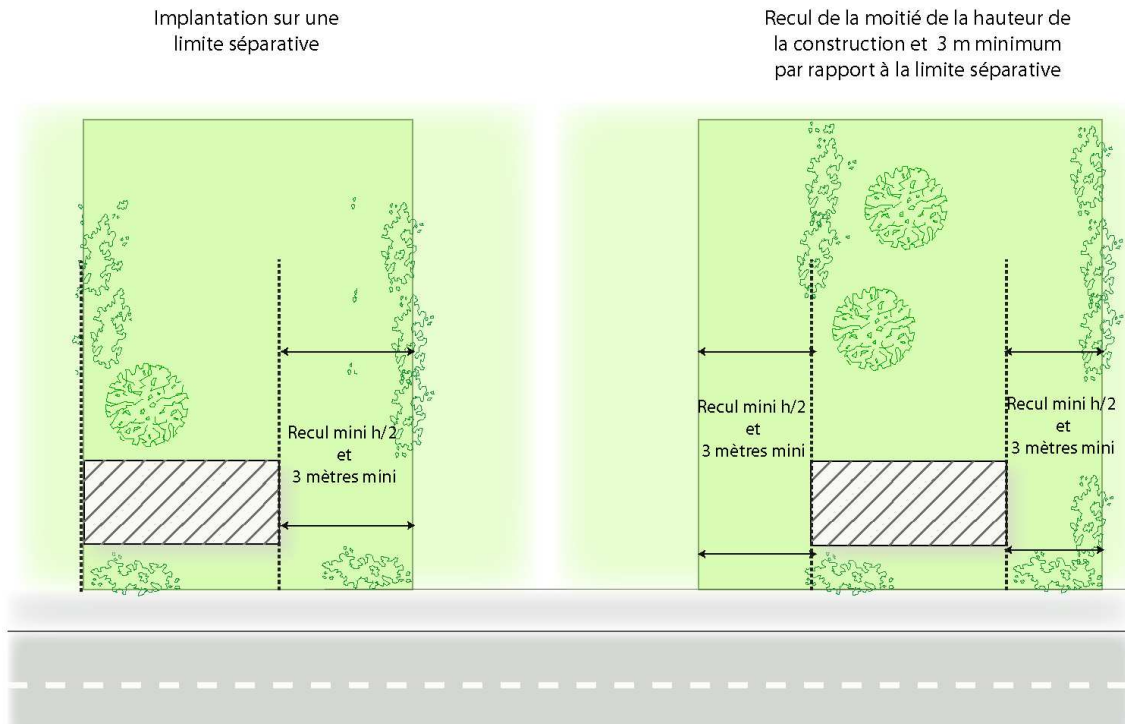 Implantation sur une
limite séparative
Recul de la moitié de la hauteur de
la construction et 3 m minimum
par rapport à la limite séparative
Recul mini h/2
et
3 mètres mini
Recul mini h/2
et
3 mètres mini
Recul mini h/2
et
3 mètres mini